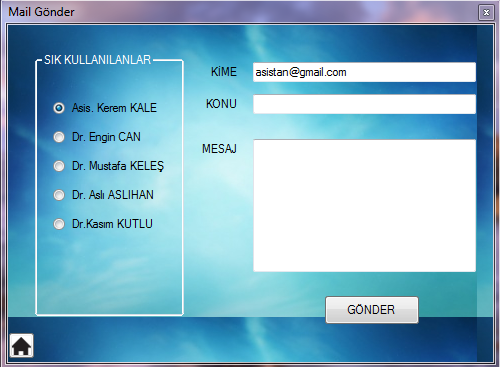 Mail Gönder
SIK KULLANILANLAR
Asis. Kerem KALE
Dr. Engin CAN
Dr. Mustafa KELEŞ
Dr. Aslı ASLIHAN
Dr.Kasım KUTLU
KİME
asistan@gmail.com
KONU
MESAJ
GÖNDER